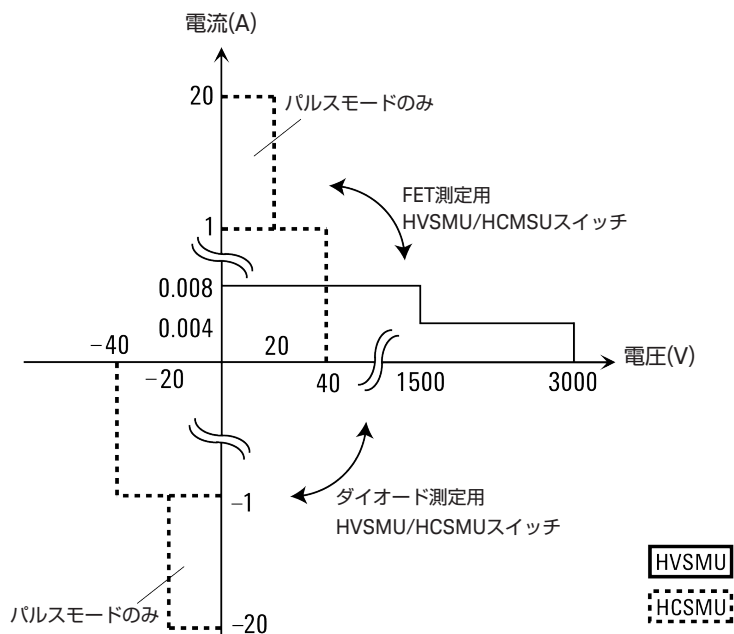 電流(A)
20
パルスモードのみ
FET測定用
HVSMU/HCMSUスイッチ
1
0.008
0.004
−40
20
電圧(V)
−20
40
1500
3000
−1
ダイオード測定用
HVSMU/HCSMUスイッチ
HVSMU
HCSMU
パルスモードのみ
−20